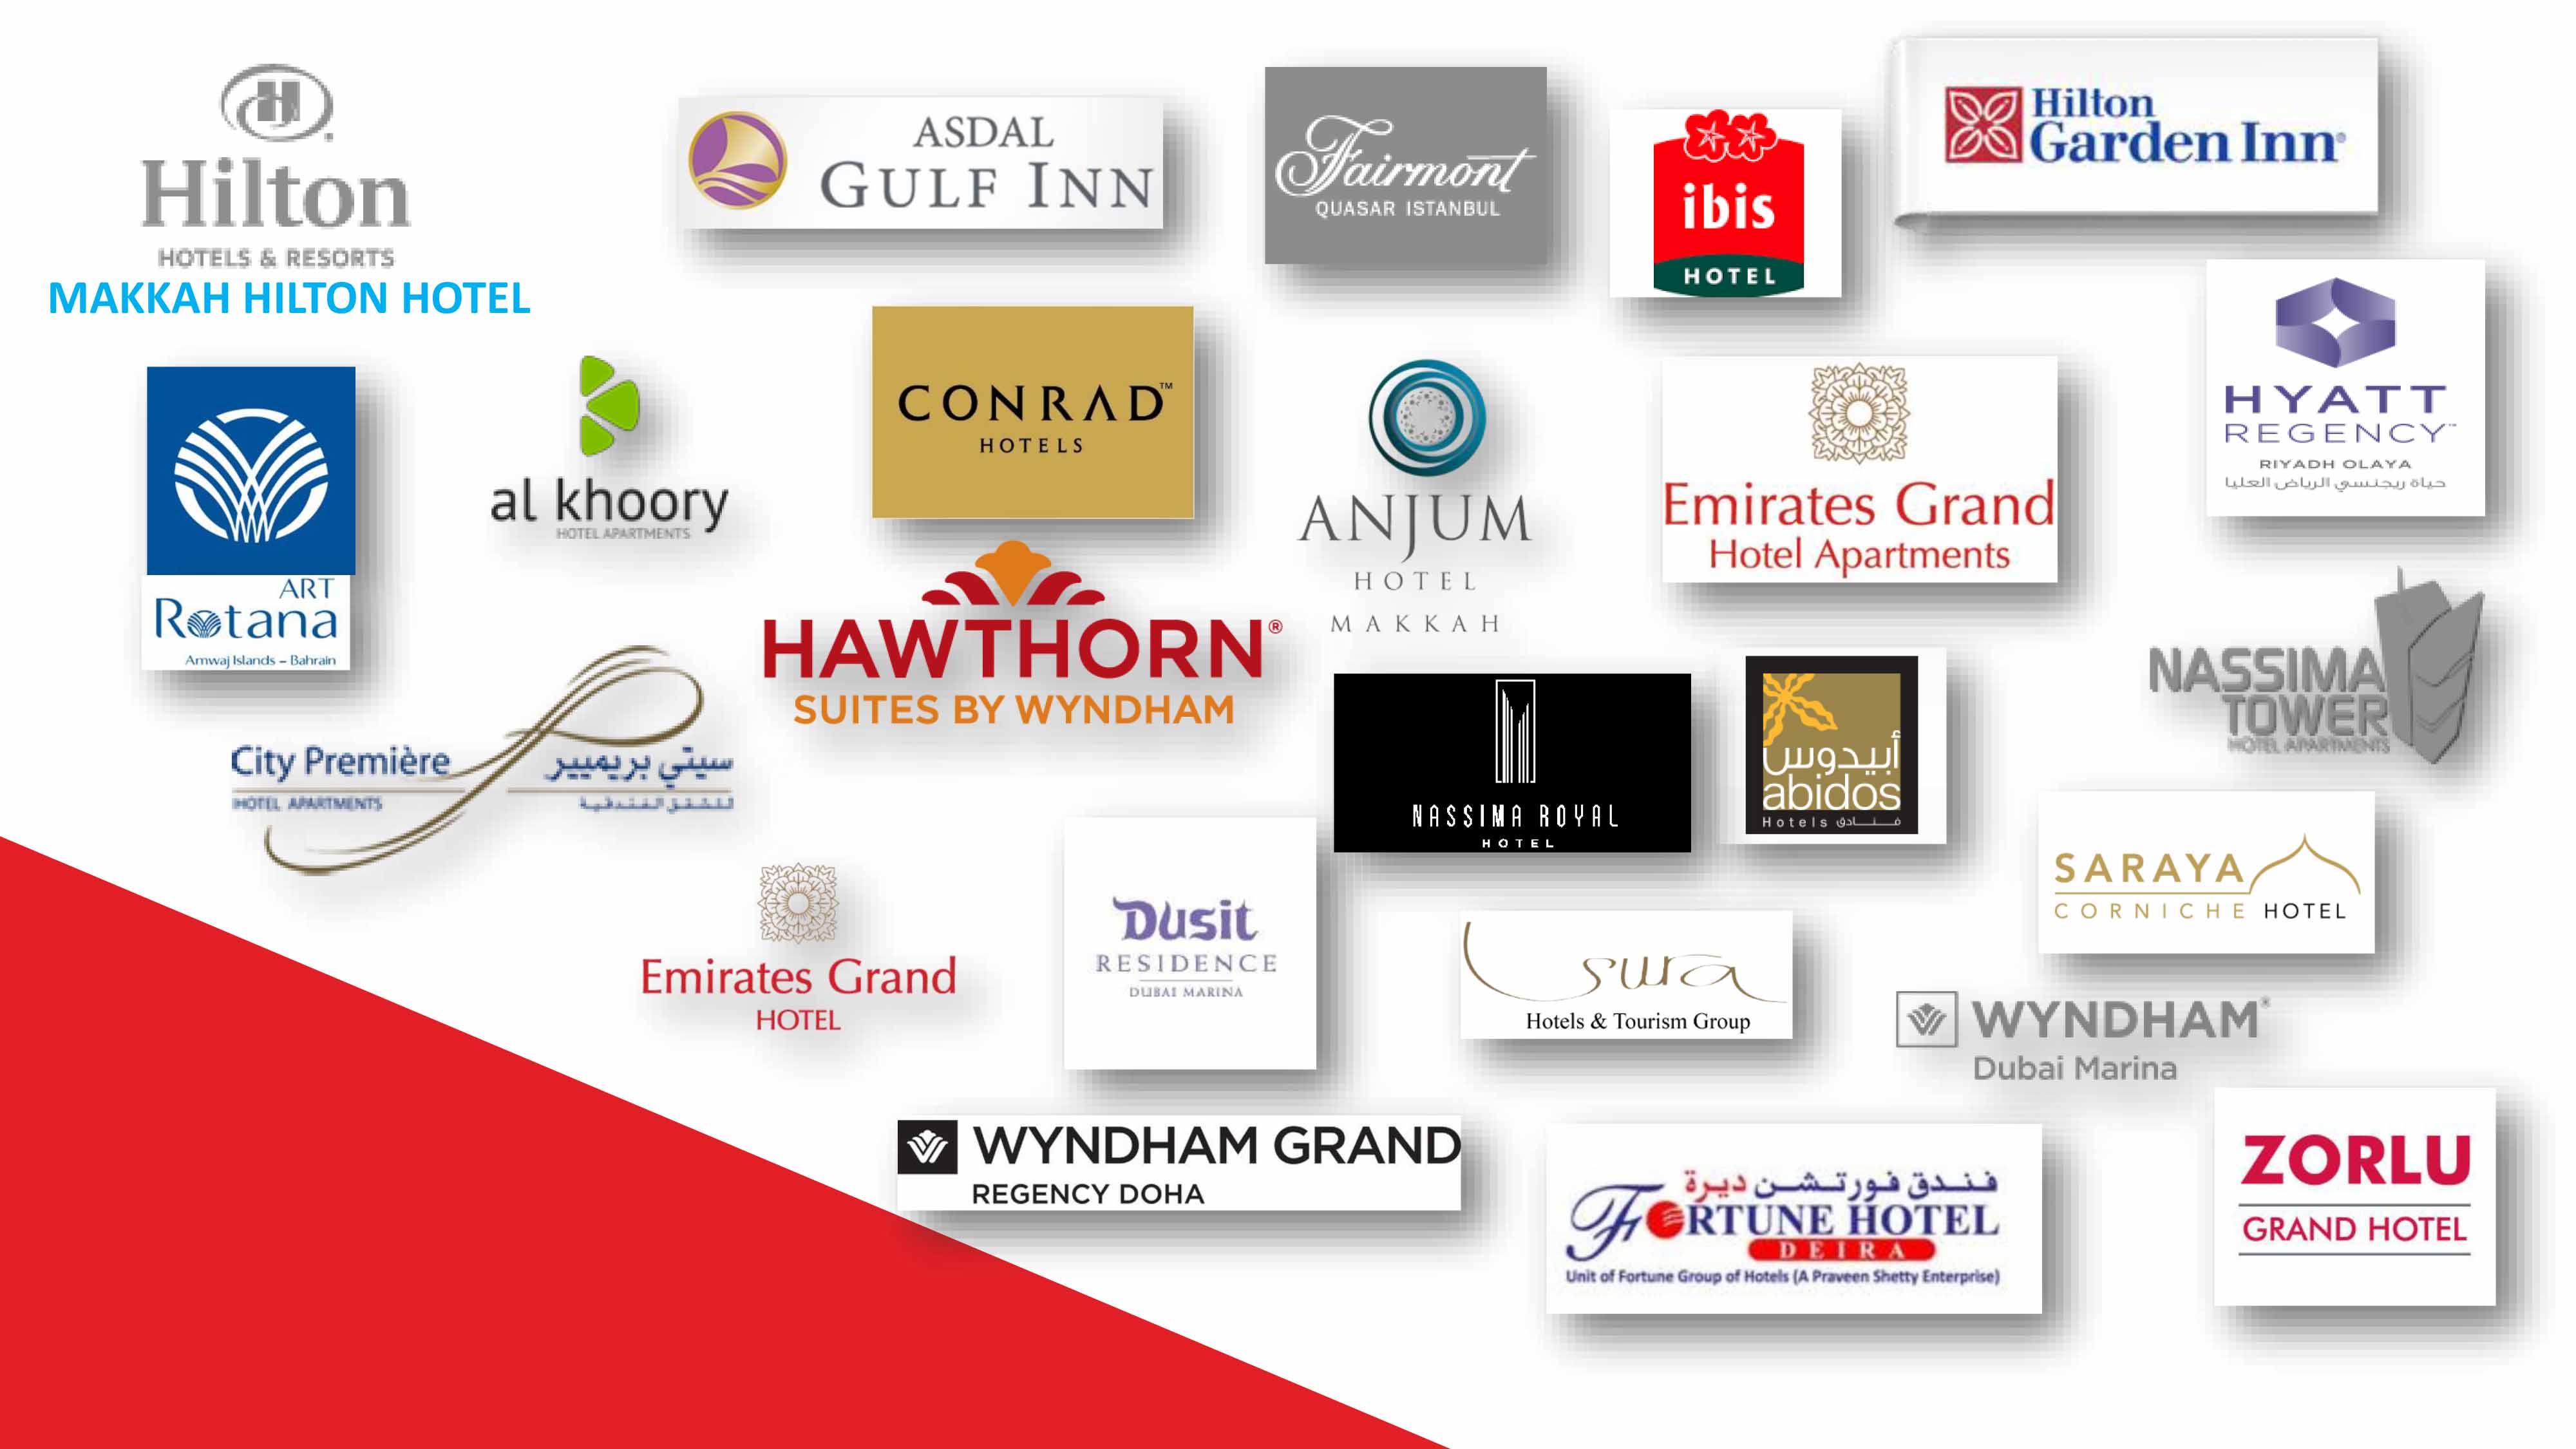 Hilton
HOTELS & RESORTS
MAKKAH HILTON HOTEL
ASDAL
GULF INN
Fairmont
QUASAR ISTANBUL
ibis
HOTEL
Hilton
Garden Inn®
HYATT
REGENCY™
RIYADH OLAYA
حياة ريجنسي الرياض العليا
ART
Rotana
Amwaj Islands – Bahrain
al khoory
HOTEL APARTMENTS
CONRAD™
HOTELS
ANJUM
HOTEL
MAKKAH
Emirates Grand
Hotel Apartments
HAWTHORN®
SUITES BY WYNDHAM
NASSIMA
TOWER
HOTEL APARTMENTS
City Première
HOTEL APARTMENTS
سيتي بريميير
للشقق الفندقية
NASSIMA ROYAL
HOTEL
أبيدوس
abidos
Hotels فنادق
SARAYA
CORNICHE HOTEL
Emirates Grand
HOTEL
Dusit
RESIDENCE
DUBAI MARINA
sura
Hotels & Tourism Group
WYNDHAM®
Dubai Marina
WYNDHAM GRAND
REGENCY DOHA
فندق فورتشن ديرة
FORTUNE HOTEL
DEIRA
Unit of Fortune Group of Hotels (A Praveen Shetty Enterprise)
ZORLU
GRAND HOTEL